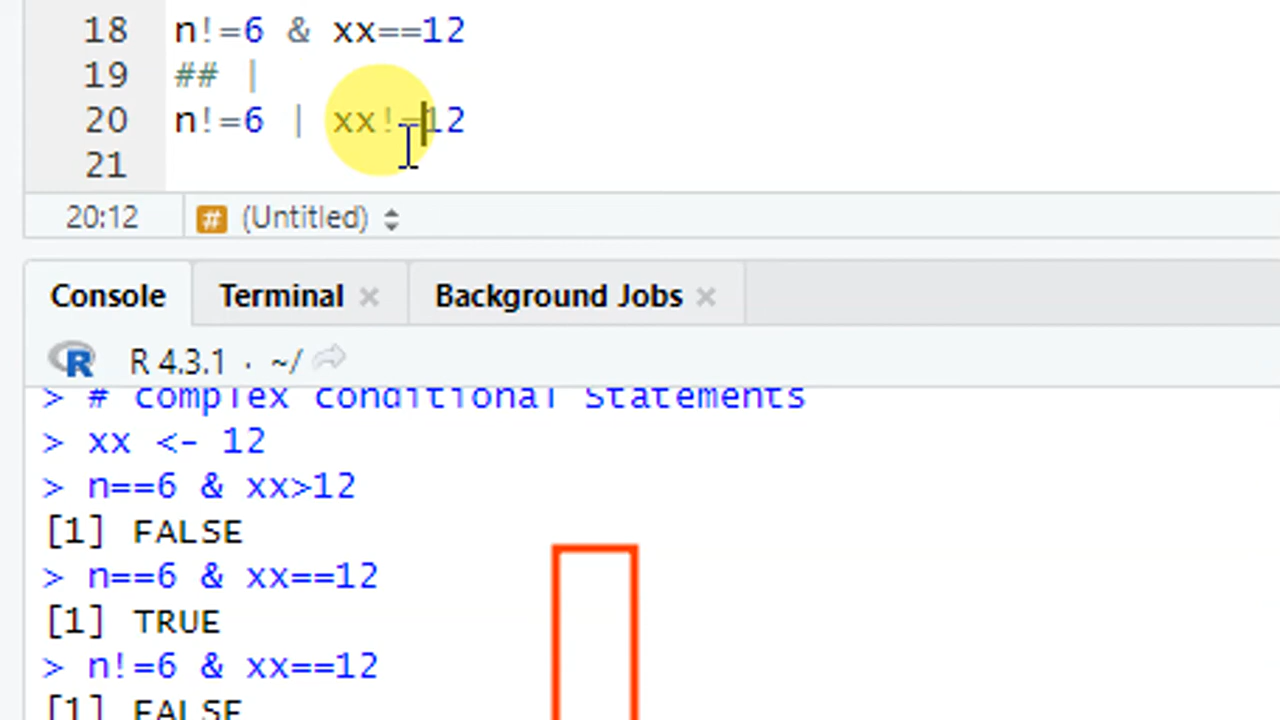 18 n!=6 & xx==12
19 ## |
20 n!=6 | xx!=12
21
20:12 # (Untitled)
Console Terminal × Background Jobs ×
R R 4.3.1 · ~/
> # complex conditional Statements
> xx <- 12
> n==6 & xx>12
[1] FALSE
> n==6 & xx==12
[1] TRUE
> n!=6 & xx==12
[1] FALSE